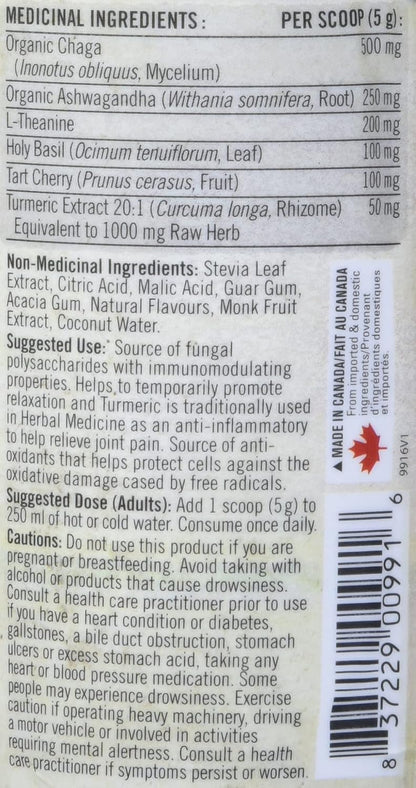 MEDICINAL INGREDIENTS: PER SCOOP (5 g):
Organic Chaga 500 mg
(Inonotus obliquus, Mycelium)
Organic Ashwagandha (Withania somnifera, Root) 250 mg
L-Theanine 200 mg
Holy Basil (Ocimum tenuiflorum, Leaf) 100 mg
Tart Cherry (Prunus cerasus, Fruit) 100 mg
Turmeric Extract 20:1 (Curcuma longa, Rhizome) 50 mg
Equivalent to 1000 mg Raw Herb
Non-Medicinal Ingredients: Stevia Leaf
Extract, Citric Acid, Malic Acid, Guar Gum,
Acacia Gum, Natural Flavours, Monk Fruit
Extract, Coconut Water.
Suggested Use:* Source of fungal
polysaccharides with immunomodulating
properties. Helps to temporarily promote
relaxation and Turmeric is traditionally used
in Herbal Medicine as an anti-inflammatory
to help relieve joint pain. Source of anti-
oxidants that helps protect cells against the
oxidative damage caused by free radicals.
Suggested Dose (Adults): Add 1 scoop (5 g) to
250 ml of hot or cold water. Consume once daily.
Cautions: Do not use this product if you are
pregnant or breastfeeding. Avoid taking with
alcohol or products that cause drowsiness.
Consult a health care practitioner prior to use
if you have a heart condition or diabetes,
gallstones, a bile duct obstruction, stomach
ulcers or excess stomach acid, taking any
heart or blood pressure medication. Some
people may experience drowsiness. Exercise
caution if operating heavy machinery, driving
a motor vehicle or involved in activities
requiring mental alertness. Consult a health
care practitioner if symptoms persist or worsen.
▲ MADE IN CANADA/FAIT AU CANADA
From imported & domestic
ingredients/Provenant
d'ingrédients domestiques
et importés.
9916V1
8 37229 00991 6